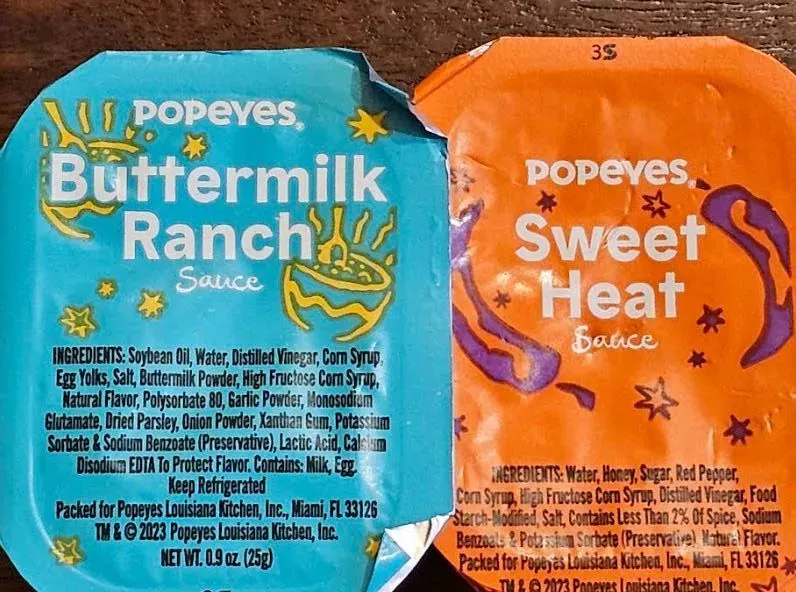 POPEYES®
Buttermilk
Ranch
Sauce
INGREDIENTS: Soybean Oil, Water, Distilled Vinegar, Corn Syrup,
Egg Yolks, Salt, Buttermilk Powder, High Fructose Corn Syrup,
Natural Flavor, Polysorbate 80, Garlic Powder, Monosodium
Glutamate, Dried Parsley, Onion Powder, Xanthan Gum, Potassium
Sorbate & Sodium Benzoate (Preservative), Lactic Acid, Calcium
Disodium EDTA To Protect Flavor. Contains: Milk, Egg.
Keep Refrigerated
Packed for Popeyes Louisiana Kitchen, Inc., Miami, FL 33126
TM & © 2023 Popeyes Louisiana Kitchen, Inc.
NET WT. 0.9 oz. (25g)
POPEYES®
Sweet
Heat
Sauce
INGREDIENTS: Water, Honey, Sugar, Red Pepper,
Corn Syrup, High Fructose Corn Syrup, Distilled Vinegar, Food
Starch-Modified, Salt, Contains Less Than 2% Of Spice, Sodium
Benzoate & Potassium Sorbate (Preservative), Natural Flavor.
Packed for Popeyes Louisiana Kitchen, Inc., Miami, FL 33126
TM & © 2023 Popeyes Louisiana Kitchen, Inc.